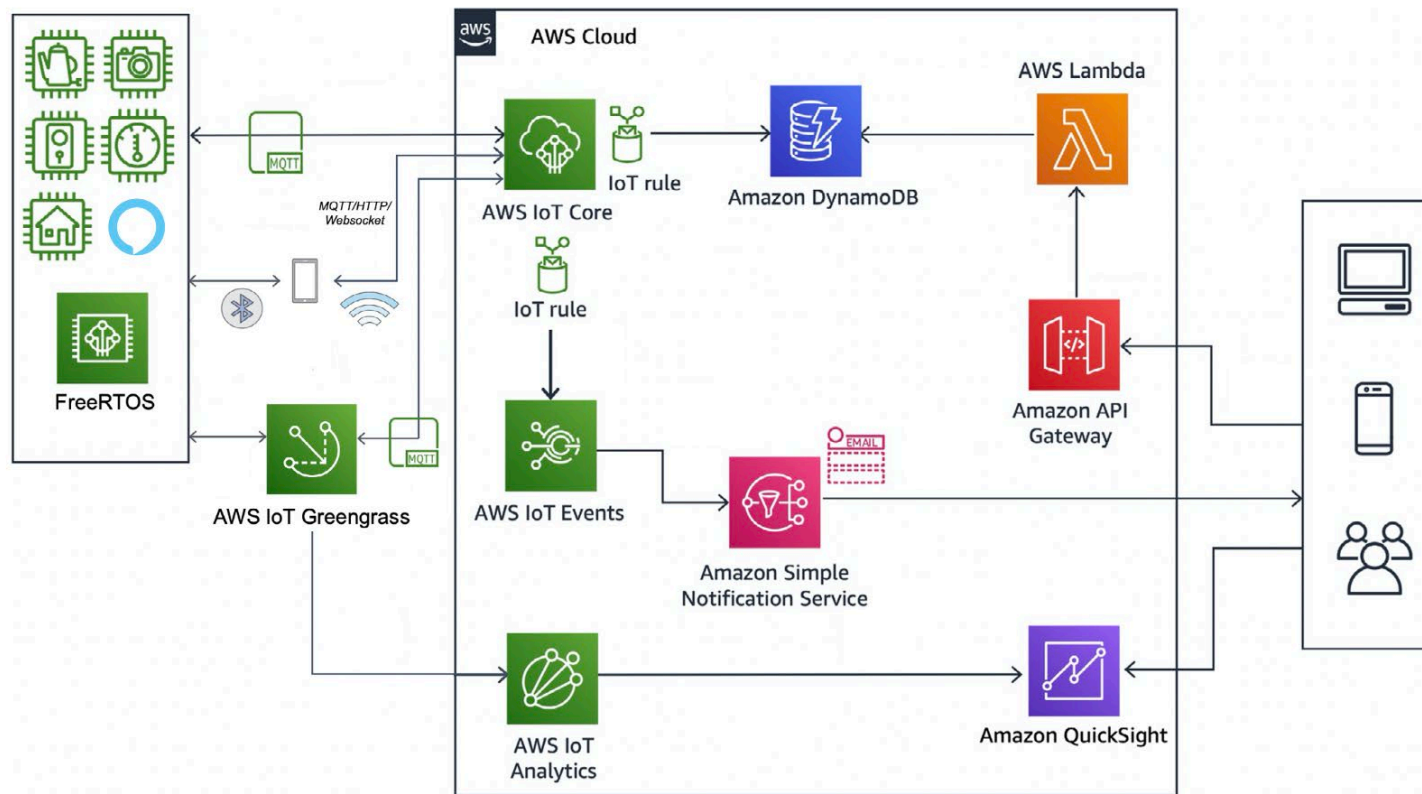 aws
AWS Cloud
AWS Lambda
MQTT
IoT rule
AWS IoT Core
Amazon DynamoDB
MQTT/HTTP/
Websocket
IoT rule
FreeRTOS
</>
Amazon API
Gateway
MQTT
EMAIL
AWS IoT Greengrass
AWS IoT Events
Amazon Simple
Notification Service
AWS IoT
Analytics
Amazon QuickSight